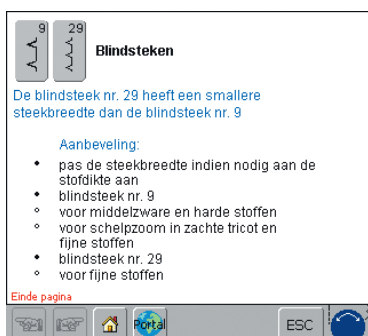 9 29
Blindsteken
De blindsteek nr. 29 heeft een smallere
steekbreedte dan de blindsteek nr. 9
Aanbeveling:
• pas de steekbreedte indien nodig aan de
stofdikte aan
• blindsteek nr. 9
° voor middelzware en harde stoffen
° voor schelpzoom in zachte tricot en
fijne stoffen
• blindsteek nr. 29
° voor fijne stoffen
Einde pagina
Portal ESC